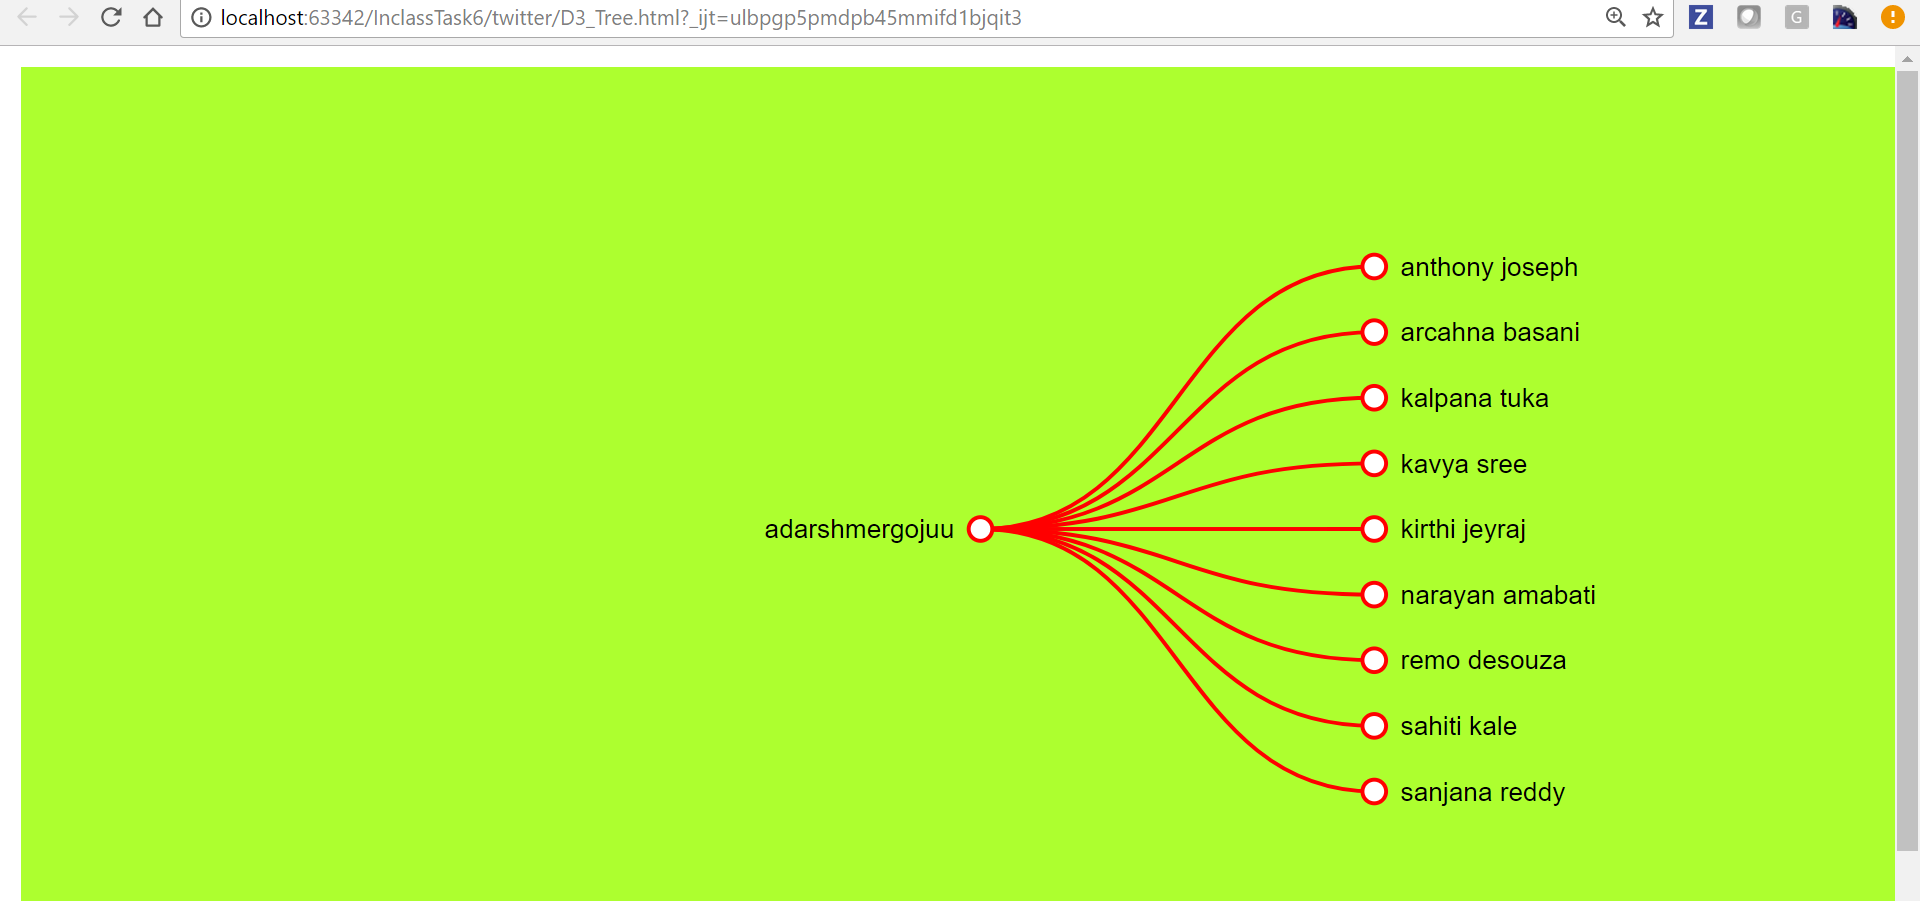 localhost:63342/InclassTask6/twitter/D3_Tree.html?_ijt=ulbpgp5pmdpb45mmifd1bjqit3
Z
G
anthony joseph
arcahna basani
kalpana tuka
kavya sree
adarshmergojuu
kirthi jeyraj
narayan amabati
remo desouza
sahiti kale
sanjana reddy